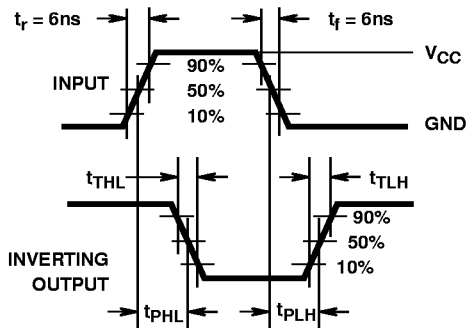 tr = 6ns
tf = 6ns
VCC
90%
INPUT
50%
10%
GND
tTHL
tTLH
90%
50%
INVERTING
OUTPUT
10%
tPHL
tPLH